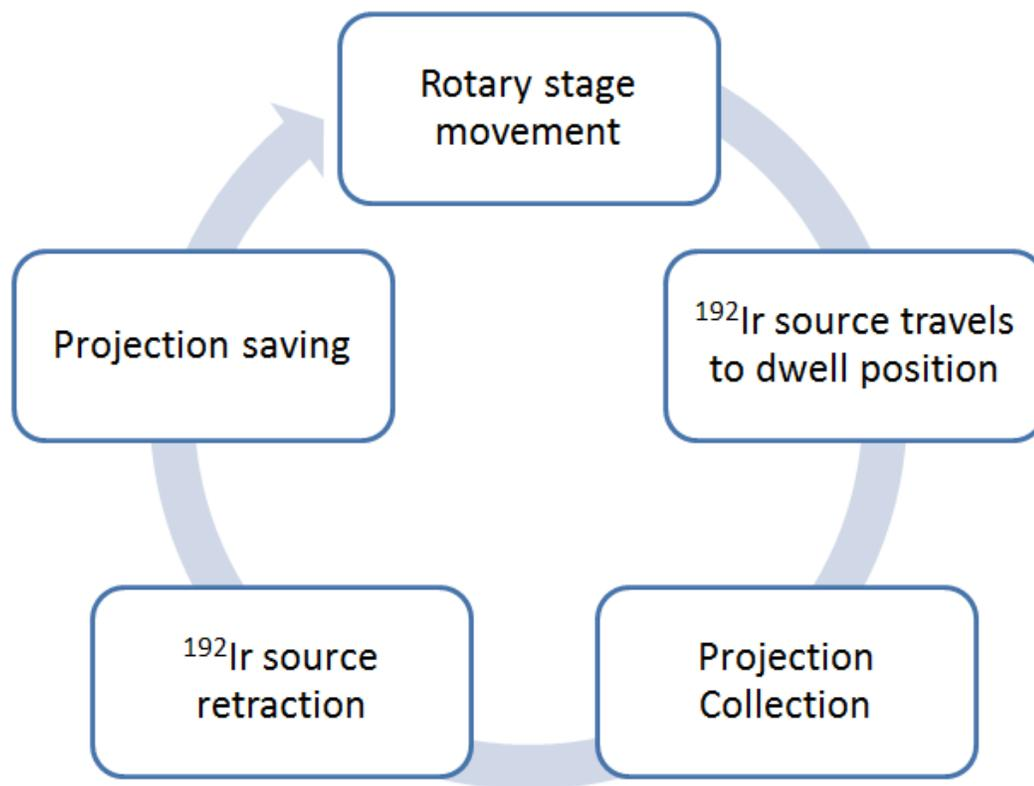 Rotary stage
movement
¹⁹²Ir source travels
to dwell position
Projection
Collection
¹⁹²Ir source
retraction
Projection saving